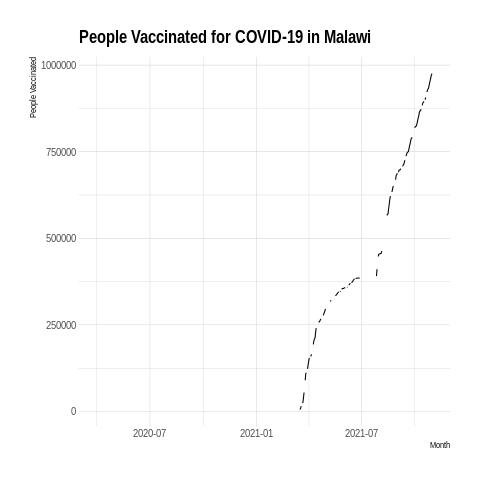 People Vaccinated for COVID-19 in Malawi
People Vaccinated
1000000
750000
500000
250000
0
2020-07 2021-01 2021-07
Month